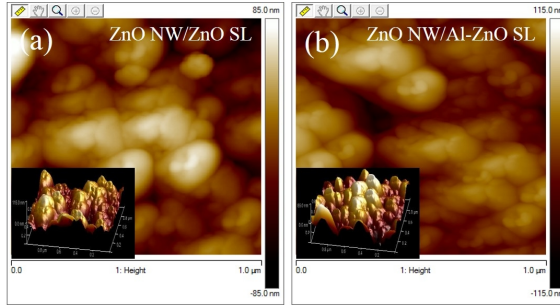 85.0 nm
(a) ZnO NW/ZnO SL
0.0 1: Height 1.0 µm
-85.0 nm
115.0 nm
(b) ZnO NW/Al-ZnO SL
0.0 1: Height 1.0 µm
-115.0 nm